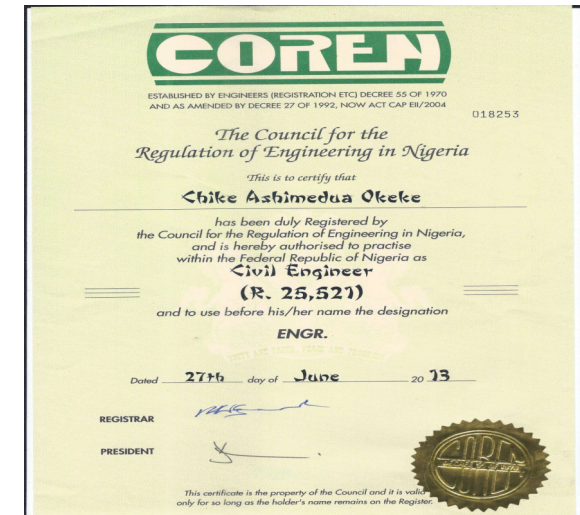 COREN
ESTABLISHED BY ENGINEERS (REGISTRATION ETC) DECREE 55 OF 1970
AND AS AMENDED BY DECREE 27 OF 1992, NOW ACT CAP EII/2004
018253
The Council for the
Regulation of Engineering in Nigeria
This is to certify that
Chike Ashimedua Okeke
has been duly Registered by
the Council for the Regulation of Engineering in Nigeria,
and is hereby authorised to practise
within the Federal Republic of Nigeria as
Civil Engineer
(R. 25,521)
and to use before his/her name the designation
ENGR.
Dated 27th day of June 20 13
REGISTRAR
PRESIDENT
COREN
This certificate is the property of the Council and it is valid
only for so long as the holder's name remains on the Register.